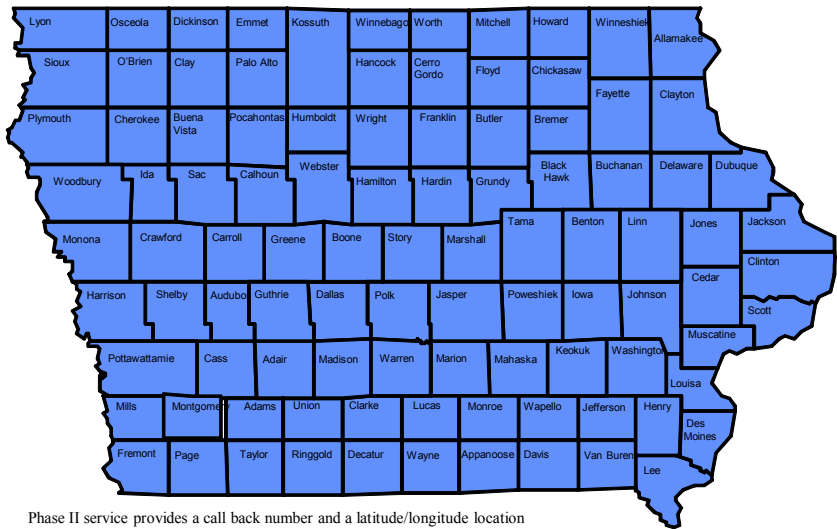 Lyon
Osceola
Dickinson
Emmet
Kossuth
Winnebago
Worth
Mitchell
Howard
Winneshiek
Allamakee
Sioux
O'Brien
Clay
Palo Alto
Hancock
Cerro
Gordo
Floyd
Chickasaw
Fayette
Clayton
Plymouth
Cherokee
Buena
Vista
Pocahontas
Humboldt
Wright
Franklin
Butler
Bremer
Woodbury
Ida
Sac
Calhoun
Webster
Hamilton
Hardin
Grundy
Black
Hawk
Buchanan
Delaware
Dubuque
Monona
Crawford
Carroll
Greene
Boone
Story
Marshall
Tama
Benton
Linn
Jones
Jackson
Clinton
Harrison
Shelby
Audubo
Guthrie
Dallas
Polk
Jasper
Poweshiek
Iowa
Johnson
Cedar
Scott
Muscatine
Pottawattamie
Cass
Adair
Madison
Warren
Marion
Mahaska
Keokuk
Washington
Louisa
Mills
Montgomery
Adams
Union
Clarke
Lucas
Monroe
Wapello
Jefferson
Henry
Des
Moines
Fremont
Page
Taylor
Ringgold
Decatur
Wayne
Appanoose
Davis
Van Buren
Lee
Phase II service provides a call back number and a latitude/longitude location